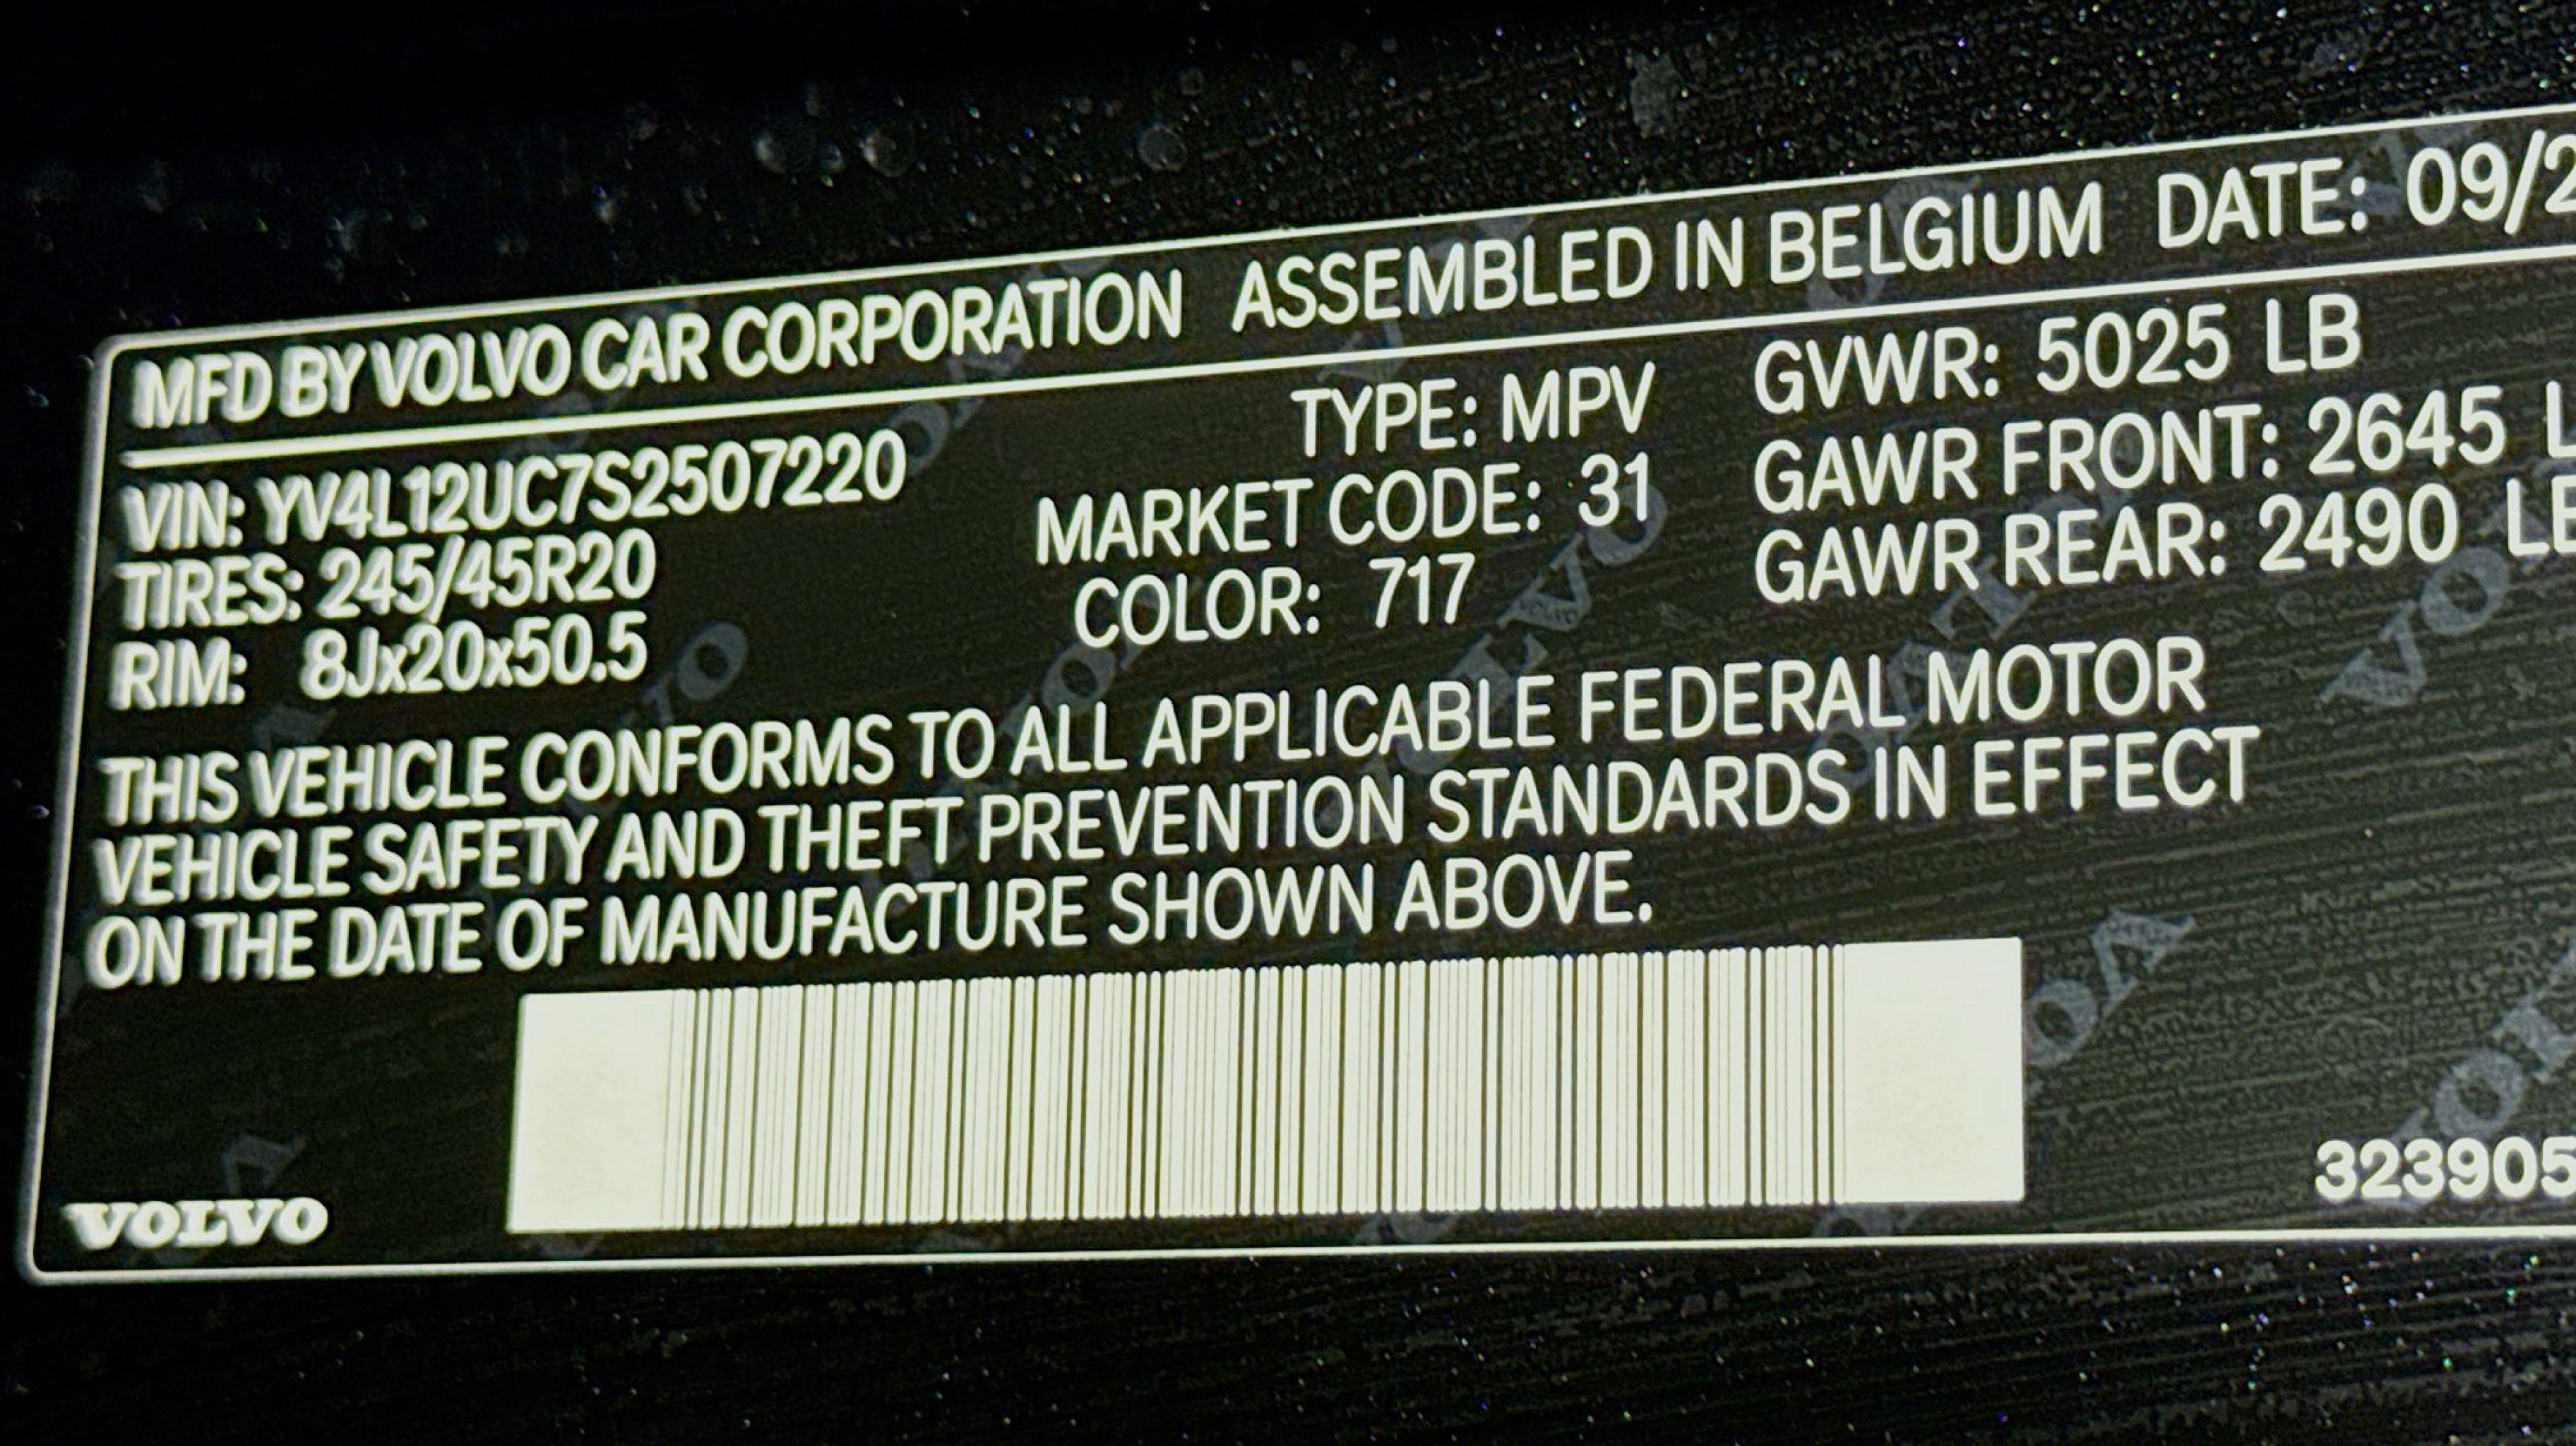 MFD BY VOLVO CAR CORPORATION ASSEMBLED IN BELGIUM DATE: 09/2
VIN: YV4L12UC7S2507220 TYPE: MPV GVWR: 5025 LB
TIRES: 245/45R20 MARKET CODE: 31 GAWR FRONT: 2645 L
RIM: 8Jx20x50.5 COLOR: 717 GAWR REAR: 2490 LB
THIS VEHICLE CONFORMS TO ALL APPLICABLE FEDERAL MOTOR
VEHICLE SAFETY AND THEFT PREVENTION STANDARDS IN EFFECT
ON THE DATE OF MANUFACTURE SHOWN ABOVE.
VOLVO
323905